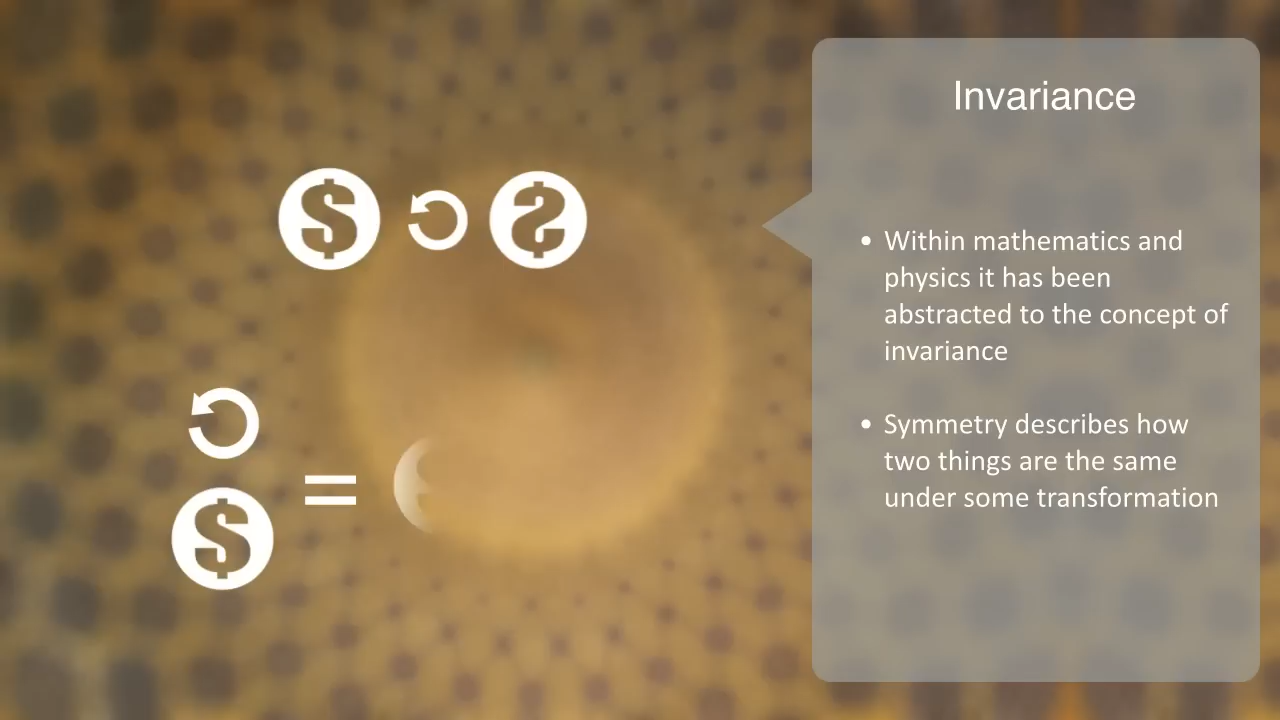 Invariance
$ $
• Within mathematics and
physics it has been
abstracted to the concept of
invariance
• Symmetry describes how
two things are the same
under some transformation
=
$